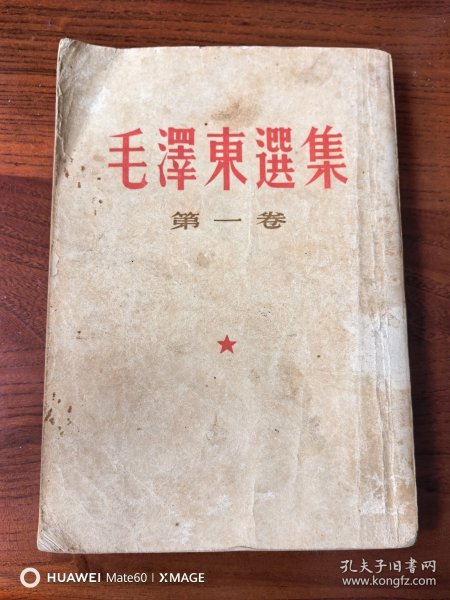 毛澤東選集
第一卷
HUAWEI Mate60 | XMAGE
孔夫子旧书网
www.kongfz.com